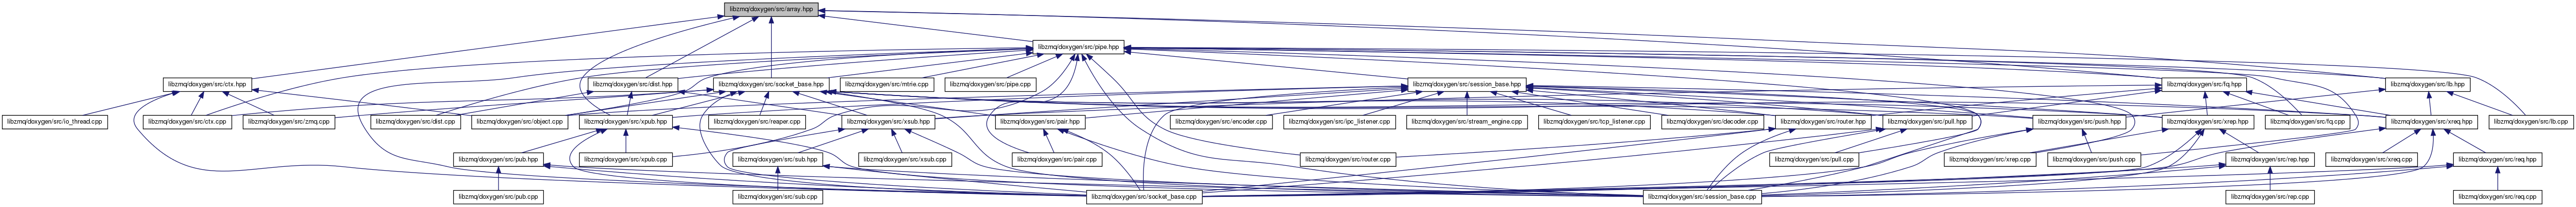 libzmq/doxygen/src/array.hpp
libzmq/doxygen/src/pipe.hpp
libzmq/doxygen/src/ctx.hpp
libzmq/doxygen/src/dist.hpp
libzmq/doxygen/src/socket_base.hpp
libzmq/doxygen/src/mtrie.cpp
libzmq/doxygen/src/pipe.cpp
libzmq/doxygen/src/session_base.hpp
libzmq/doxygen/src/fq.hpp
libzmq/doxygen/src/lb.hpp
libzmq/doxygen/src/io_thread.cpp
libzmq/doxygen/src/ctx.cpp
libzmq/doxygen/src/zmq.cpp
libzmq/doxygen/src/dist.cpp
libzmq/doxygen/src/object.cpp
libzmq/doxygen/src/xpub.hpp
libzmq/doxygen/src/reaper.cpp
libzmq/doxygen/src/xsub.hpp
libzmq/doxygen/src/pair.hpp
libzmq/doxygen/src/encoder.cpp
libzmq/doxygen/src/ipc_listener.cpp
libzmq/doxygen/src/stream_engine.cpp
libzmq/doxygen/src/tcp_listener.cpp
libzmq/doxygen/src/decoder.cpp
libzmq/doxygen/src/router.hpp
libzmq/doxygen/src/pull.hpp
libzmq/doxygen/src/push.hpp
libzmq/doxygen/src/xrep.hpp
libzmq/doxygen/src/fq.cpp
libzmq/doxygen/src/xreq.hpp
libzmq/doxygen/src/lb.cpp
libzmq/doxygen/src/pub.hpp
libzmq/doxygen/src/xpub.cpp
libzmq/doxygen/src/sub.hpp
libzmq/doxygen/src/xsub.cpp
libzmq/doxygen/src/pair.cpp
libzmq/doxygen/src/router.cpp
libzmq/doxygen/src/pull.cpp
libzmq/doxygen/src/xrep.cpp
libzmq/doxygen/src/push.cpp
libzmq/doxygen/src/rep.hpp
libzmq/doxygen/src/xreq.cpp
libzmq/doxygen/src/req.hpp
libzmq/doxygen/src/pub.cpp
libzmq/doxygen/src/sub.cpp
libzmq/doxygen/src/socket_base.cpp
libzmq/doxygen/src/session_base.cpp
libzmq/doxygen/src/rep.cpp
libzmq/doxygen/src/req.cpp